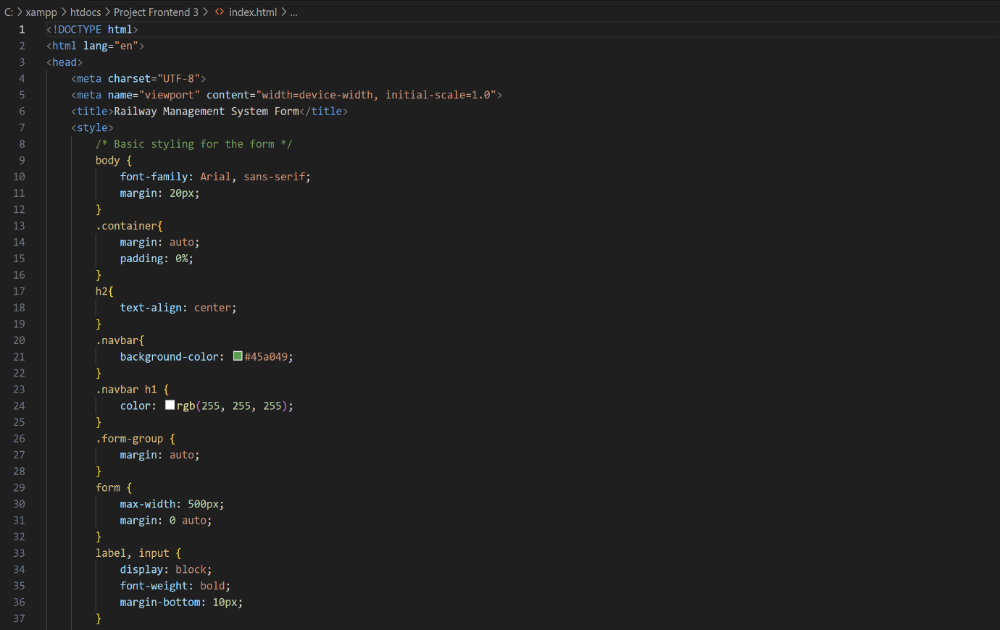 C: > xampp > htdocs > Project Frontend 3 > <> index.html > ...
1 <!DOCTYPE html>
2 <html lang="en">
3 <head>
4     <meta charset="UTF-8">
5     <meta name="viewport" content="width=device-width, initial-scale=1.0">
6     <title>Railway Management System Form</title>
7     <style>
8         /* Basic styling for the form */
9         body {
10             font-family: Arial, sans-serif;
11             margin: 20px;
12         }
13         .container{
14             margin: auto;
15             padding: 0%;
16         }
17         h2{
18             text-align: center;
19         }
20         .navbar{
21             background-color: #45a049;
22         }
23         .navbar h1 {
24             color: rgb(255, 255, 255);
25         }
26         .form-group {
27             margin: auto;
28         }
29         form {
30             max-width: 500px;
31             margin: 0 auto;
32         }
33         label, input {
34             display: block;
35             font-weight: bold;
36             margin-bottom: 10px;
37         }